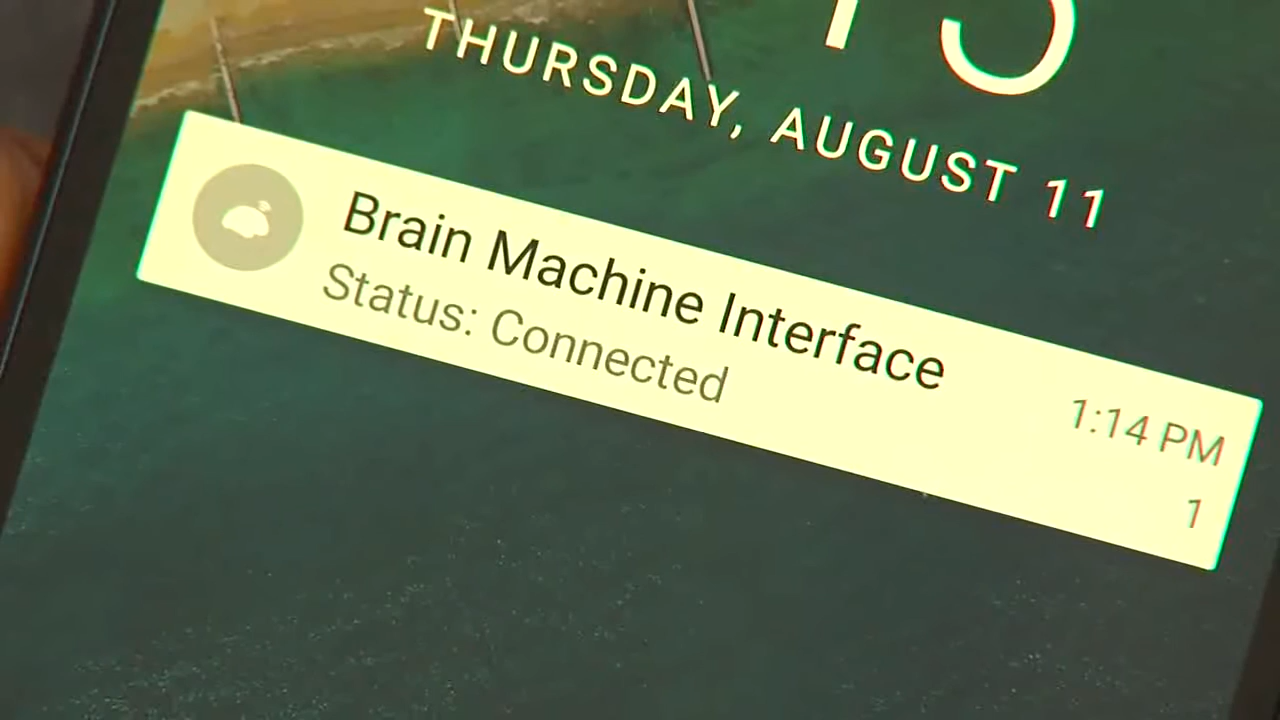 THURSDAY, AUGUST 11
Brain Machine Interface
Status: Connected
1:14 PM
1